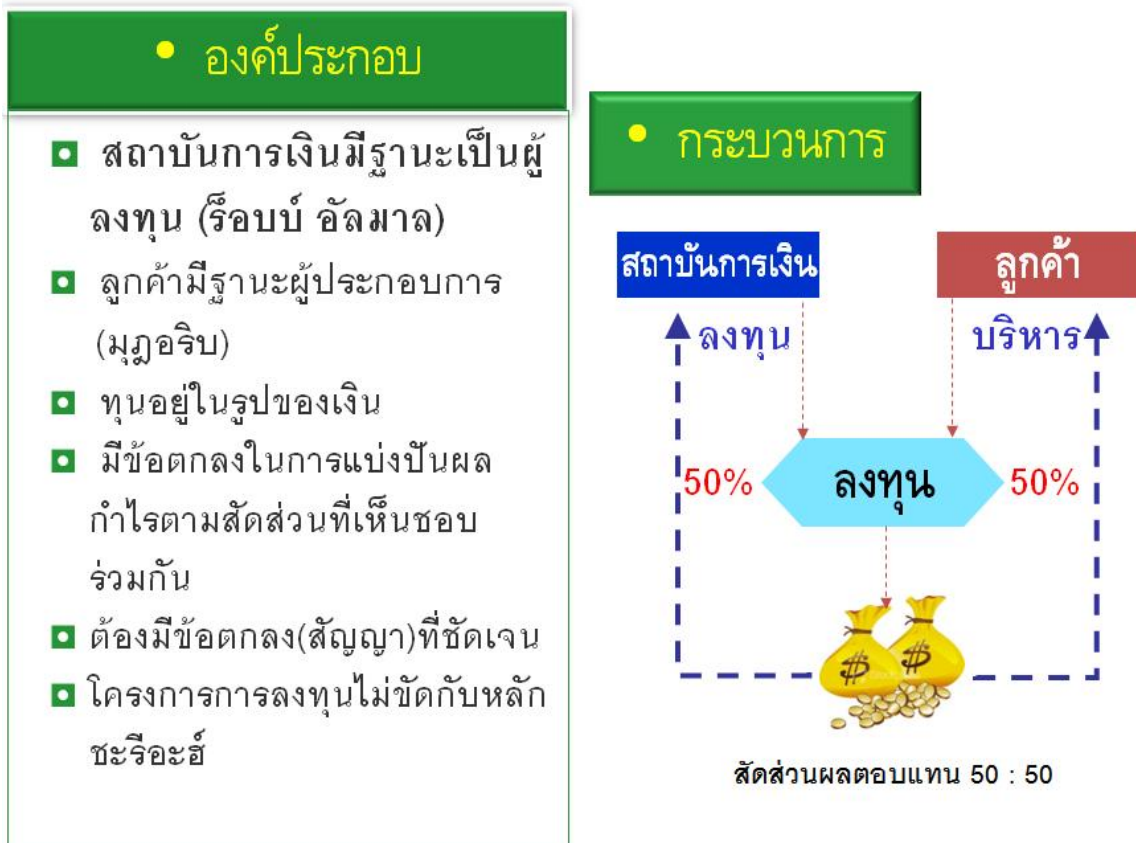 • องค์ประกอบ
สถาบันการเงินมีฐานะเป็นผู้
ลงทุน (ร็อบบ์ อัลมาล)
ลูกค้ามีฐานะผู้ประกอบการ
(มุฎอริบ)
ทุนอยู่ในรูปของเงิน
มีข้อตกลงในการแบ่งปันผล
กำไรตามสัดส่วนที่เห็นชอบ
ร่วมกัน
ต้องมีข้อตกลง(สัญญา)ที่ชัดเจน
โครงการการลงทุนไม่ขัดกับหลัก
ชะรีอะฮ์
• กระบวนการ
สถาบันการเงิน
ลูกค้า
ลงทุน
บริหาร
50%
ลงทุน
50%
$ $
สัดส่วนผลตอบแทน 50 : 50